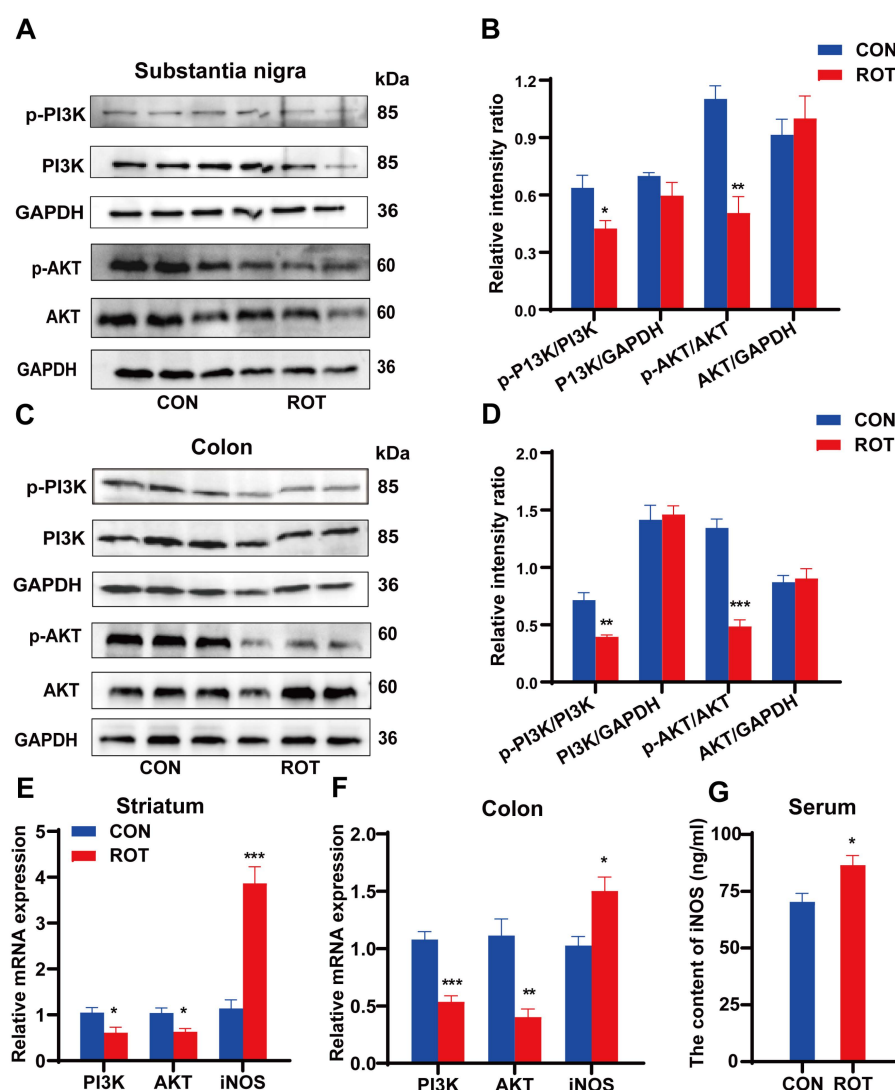 A
Substantia nigra
kDa
p-PI3K
85
PI3K
85
GAPDH
36
p-AKT
60
AKT
60
GAPDH
36
CON
ROT
B
CON
ROT
Relative intensity ratio
1.2
0.9
0.6
0.3
0.0
*
**
p-P13K/PI3K
P13K/GAPDH
p-AKT/AKT
AKT/GAPDH
C
Colon
kDa
p-PI3K
85
PI3K
85
GAPDH
36
p-AKT
60
AKT
60
GAPDH
36
CON
ROT
D
CON
ROT
Relative intensity ratio
2.0
1.5
1.0
0.5
0.0
**
***
p-PI3K/PI3K
PI3K/GAPDH
p-AKT/AKT
AKT/GAPDH
E
Striatum
CON
ROT
Relative mRNA expression
5
4
3
2
1
0
*
*
***
PI3K
AKT
iNOS
F
Colon
Relative mRNA expression
2.0
1.5
1.0
0.5
0.0
***
**
*
PI3K
AKT
iNOS
G
Serum
The content of iNOS (ng/ml)
100
75
50
25
0
*
CON
ROT